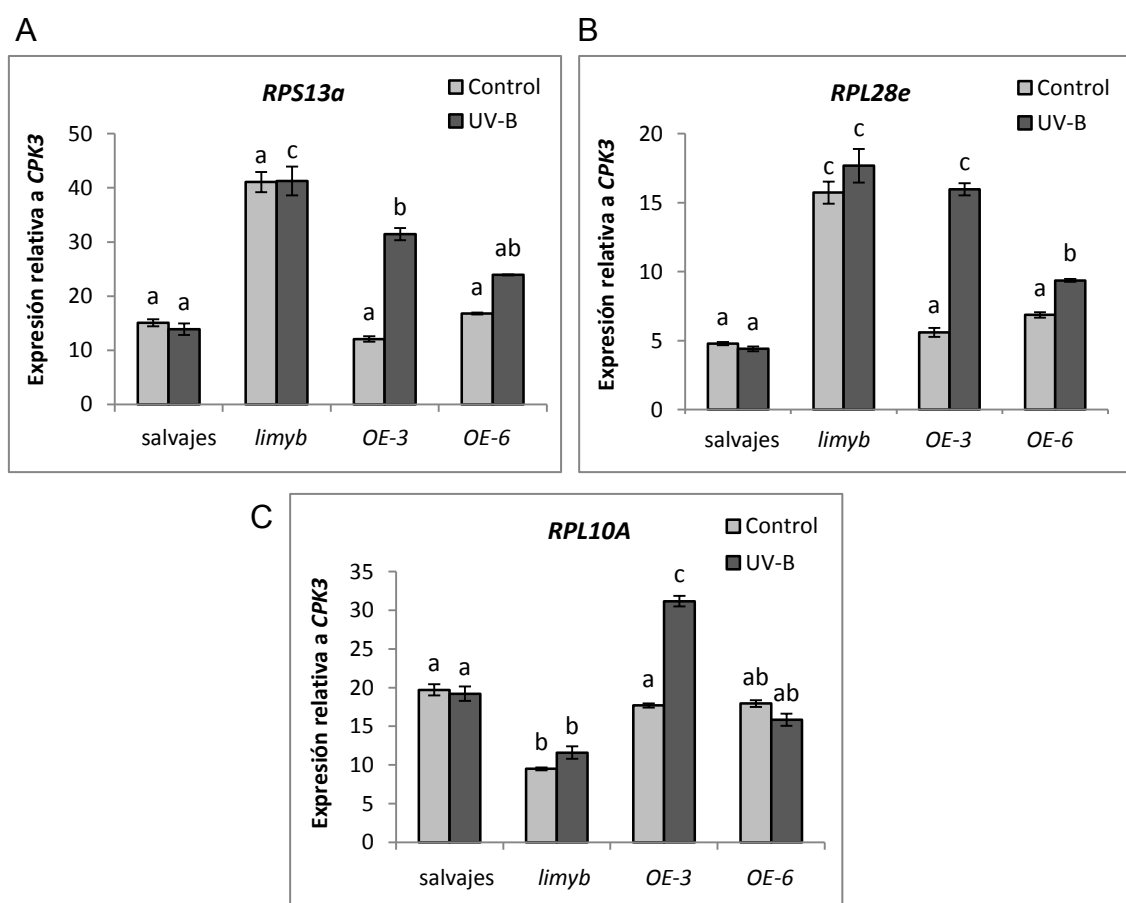 A
RPS13a
Control
UV-B
Expresión relativa a CPK3
50
40
30
20
10
0
a a a c a b a ab
salvajes limyb OE-3 OE-6
B
RPL28e
Control
UV-B
Expresión relativa a CPK3
20
15
10
5
0
a a c c a c a b
salvajes limyb OE-3 OE-6
C
RPL10A
Control
UV-B
Expresión relativa a CPK3
35
30
25
20
15
10
5
0
a a b b a c ab ab
salvajes limyb OE-3 OE-6